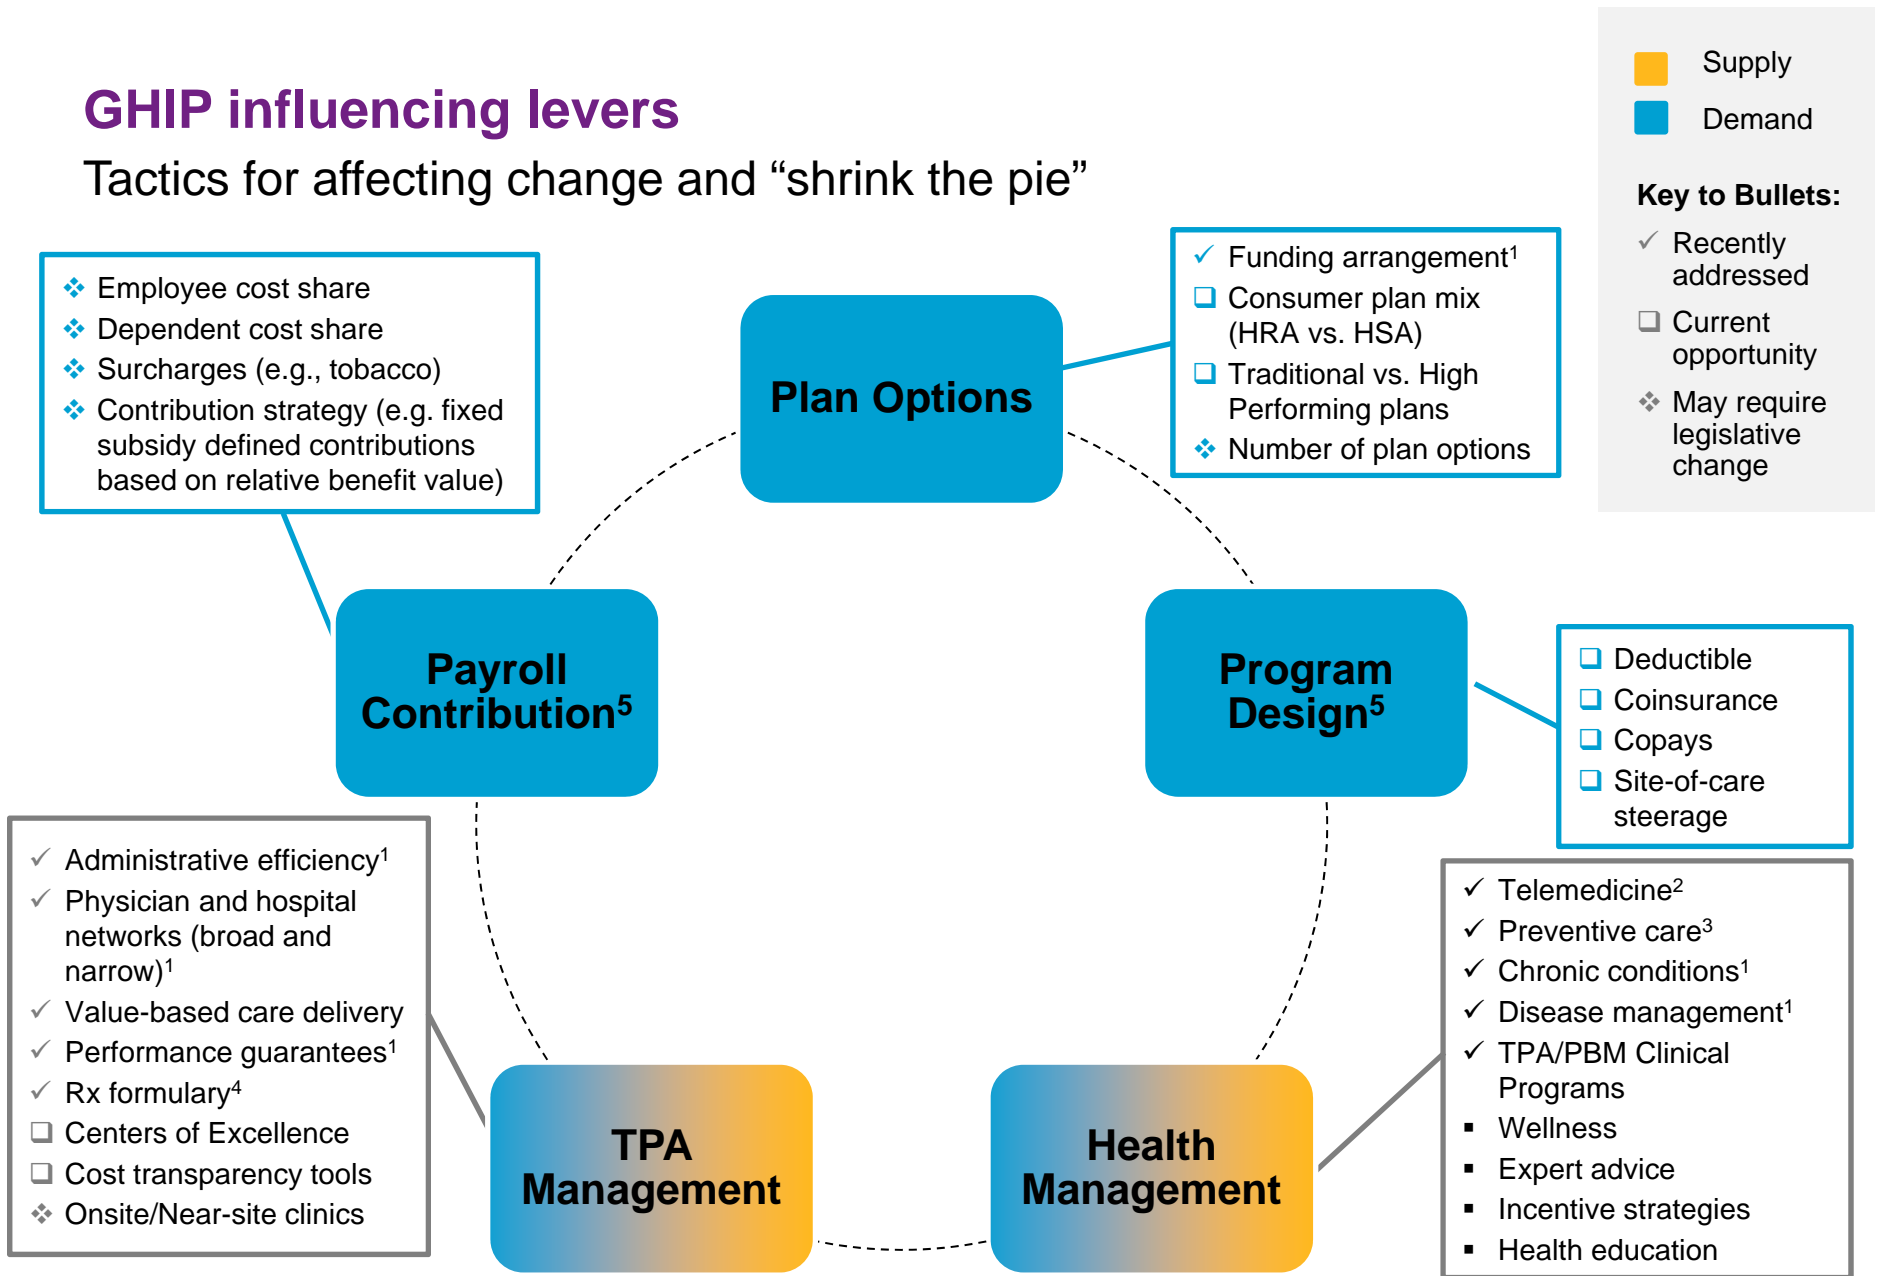 GHIP influencing levers
Tactics for affecting change and “shrink the pie”
Supply
Demand
Key to Bullets:
✓ Recently
addressed
❑ Current
opportunity
❖ May require
legislative
change
❖ Employee cost share
❖ Dependent cost share
❖ Surcharges (e.g., tobacco)
❖ Contribution strategy (e.g. fixed
subsidy defined contributions
based on relative benefit value)
Plan Options
✓ Funding arrangement¹
❑ Consumer plan mix
(HRA vs. HSA)
❑ Traditional vs. High
Performing plans
❖ Number of plan options
Payroll
Contribution⁵
Program
Design⁵
❑ Deductible
❑ Coinsurance
❑ Copays
❑ Site-of-care
steerage
✓ Administrative efficiency¹
✓ Physician and hospital
networks (broad and
narrow)¹
✓ Value-based care delivery
✓ Performance guarantees¹
✓ Rx formulary⁴
❑ Centers of Excellence
❑ Cost transparency tools
❖ Onsite/Near-site clinics
TPA
Management
Health
Management
✓ Telemedicine²
✓ Preventive care³
✓ Chronic conditions¹
✓ Disease management¹
✓ TPA/PBM Clinical
Programs
▪ Wellness
▪ Expert advice
▪ Incentive strategies
▪ Health education